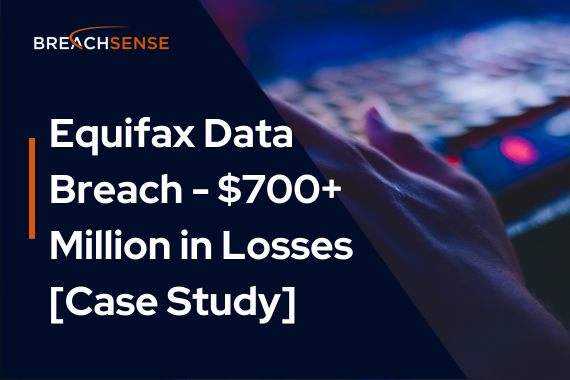 BREACHSENSE
Equifax Data
Breach - $700+
Million in Losses
[Case Study]